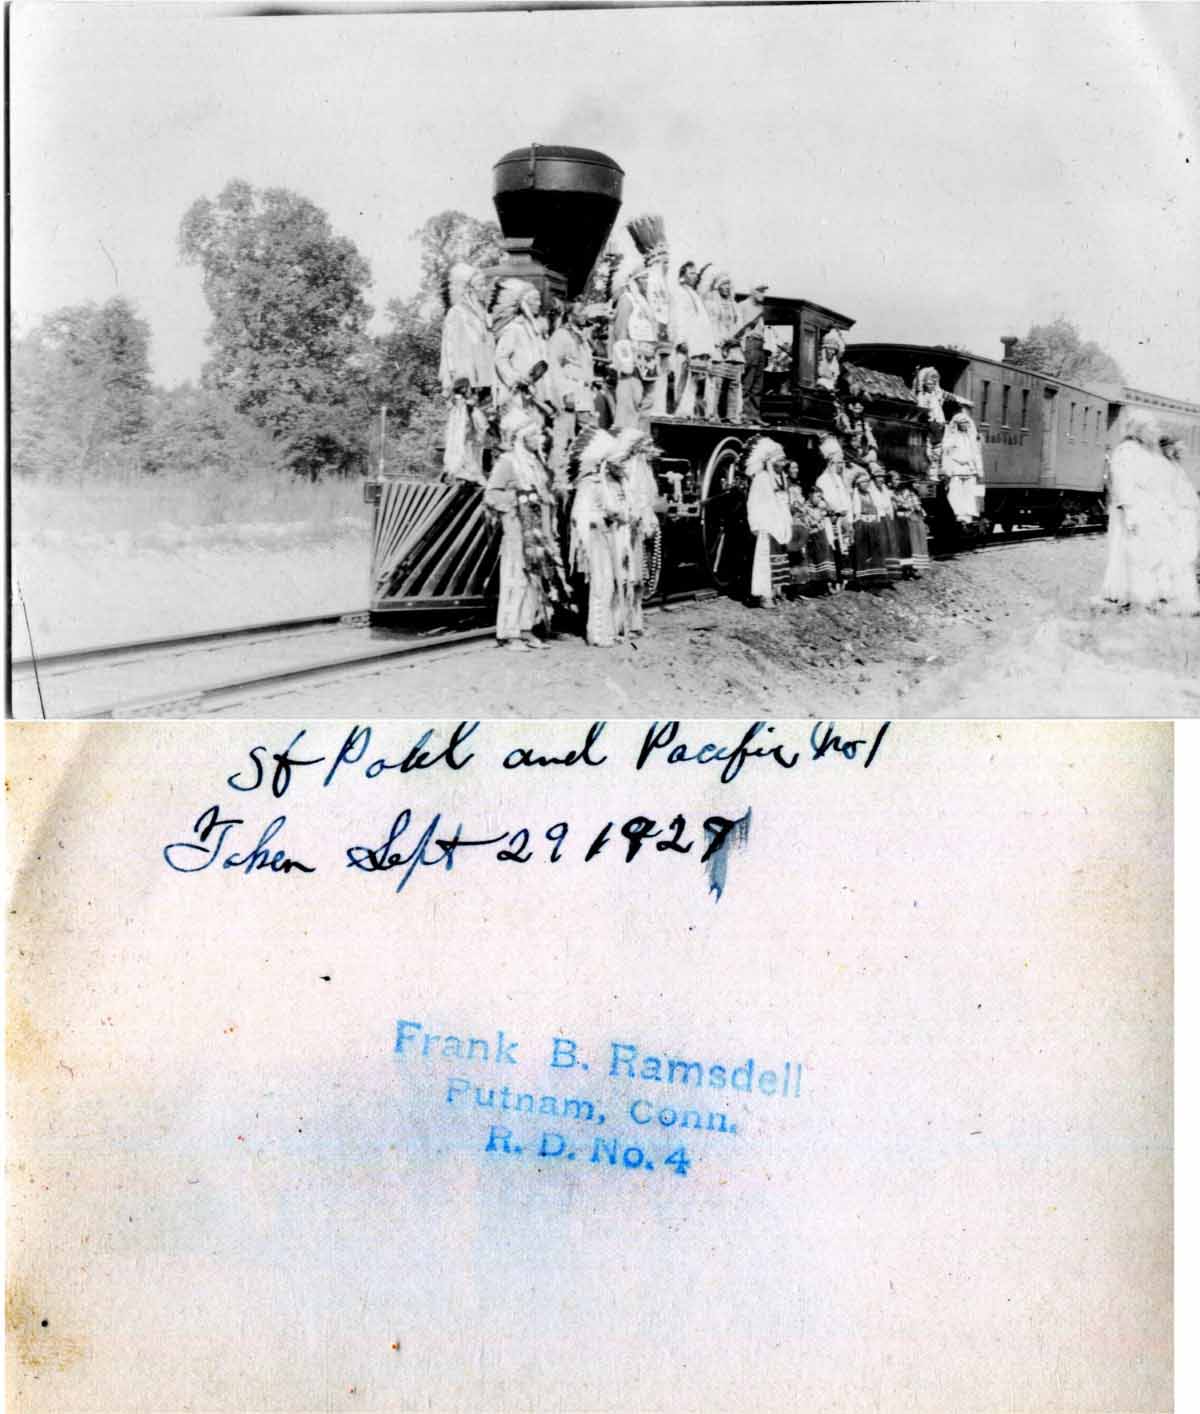 St Paul and Pacific No 1
Taken Sept 29 1927
Frank B. Ramsdell
Putnam, Conn.
R. D. No. 4